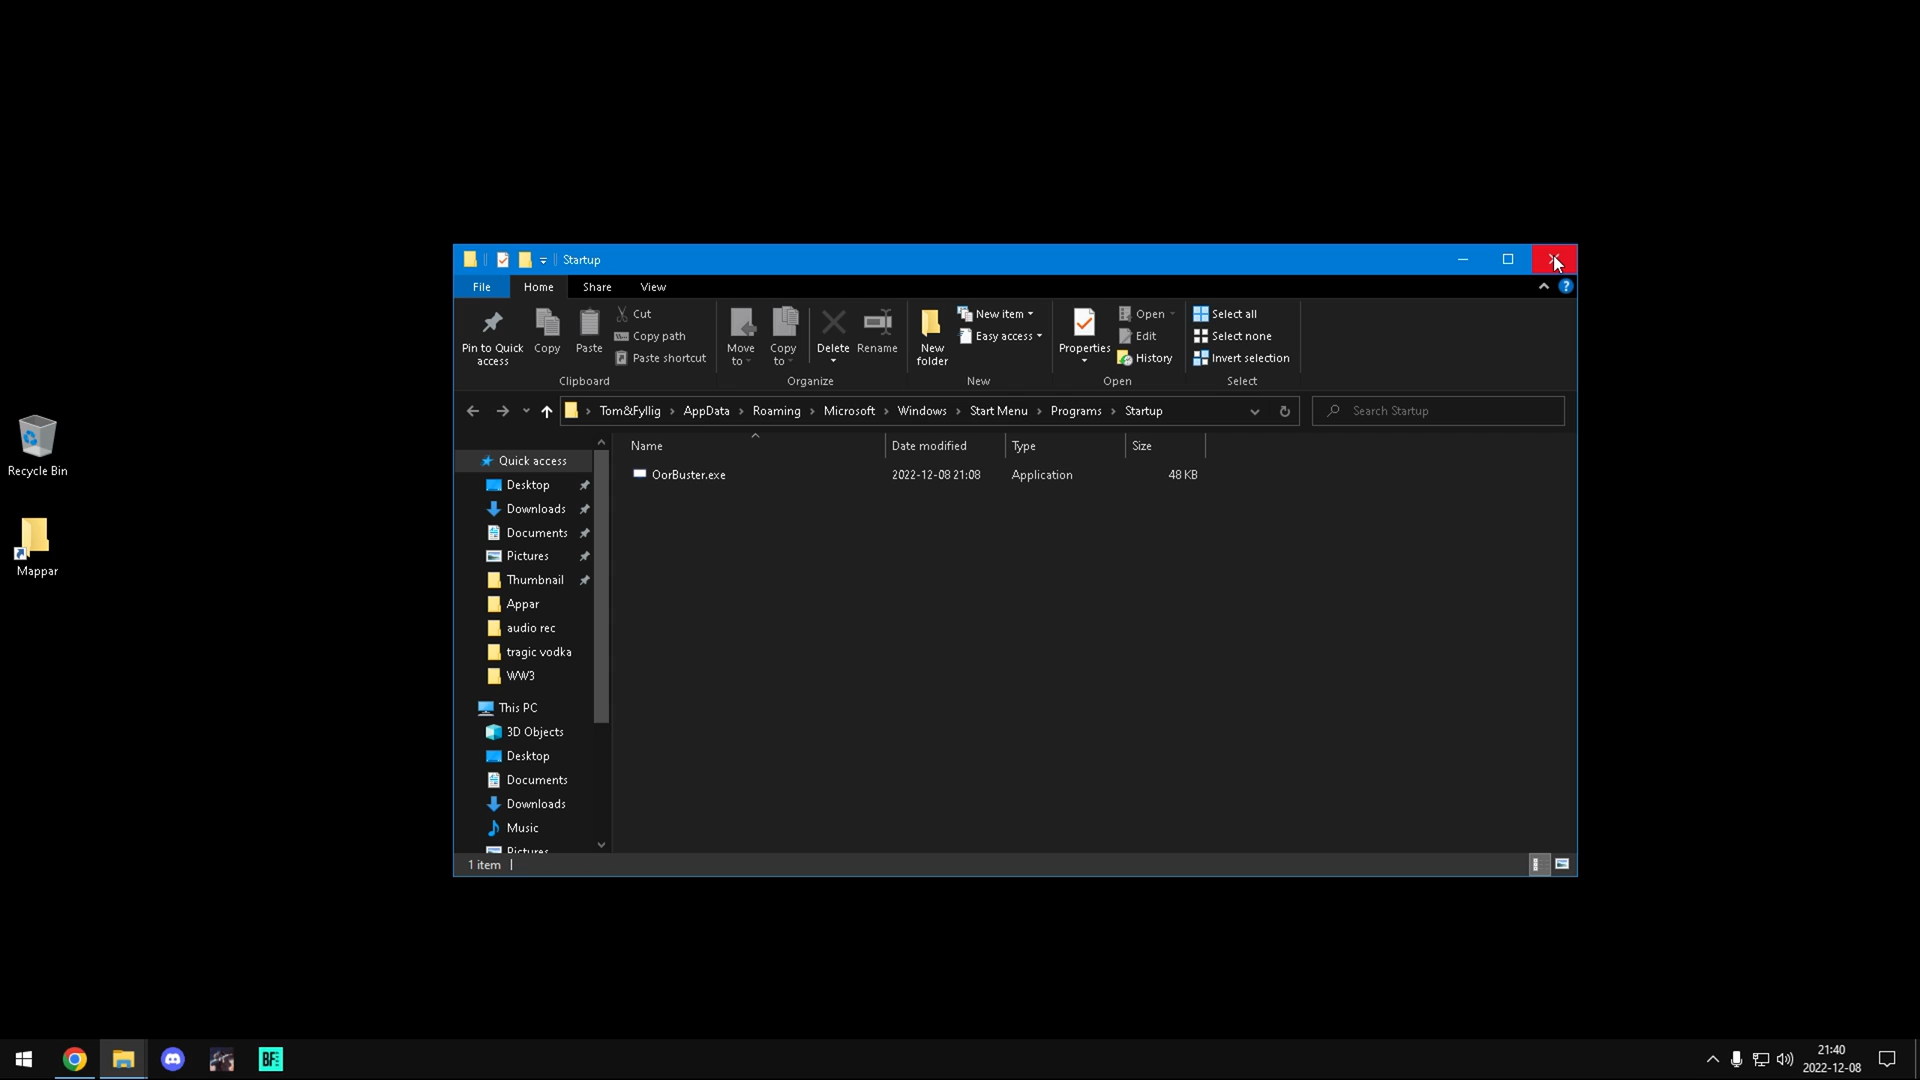 Startup
File
Home
Share
View
Pin to Quick access
Copy
Paste
Cut
Copy path
Paste shortcut
Clipboard
Move to
Copy to
Delete
Rename
Organize
New folder
New item
Easy access
New
Properties
Open
Edit
History
Open
Select all
Select none
Invert selection
Select
Tom&Fyllig > AppData > Roaming > Microsoft > Windows > Start Menu > Programs > Startup
Search Startup
Name
Date modified
Type
Size
OorBuster.exe
2022-12-08 21:08
Application
48 KB
Quick access
Desktop
Downloads
Documents
Pictures
Thumbnail
Appar
audio rec
tragic vodka
WW3
This PC
3D Objects
Desktop
Documents
Downloads
Music
Pictures
1 item
Recycle Bin
Mappar
BF
21:40
2022-12-08